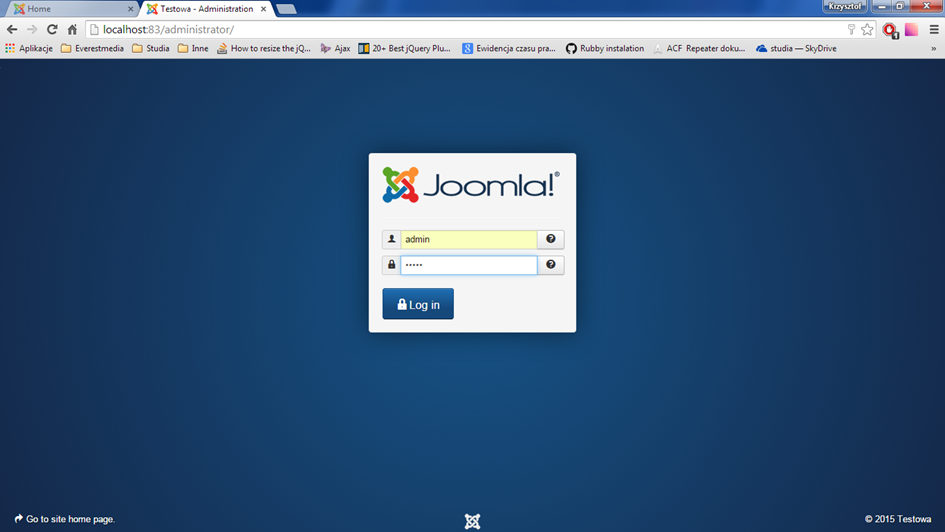 Home
Testowa - Administration
Krzysztof
localhost:83/administrator/
1
Aplikacje
Everestmedia
Studia
Inne
How to resize the jQ...
Ajax
20+ Best jQuery Plu...
Ewidencja czasu pra...
Rubby instalation
ACF Repeater doku...
studia — SkyDrive
»
Joomla!®
admin
•••••
Log in
Go to site home page.
© 2015 Testowa